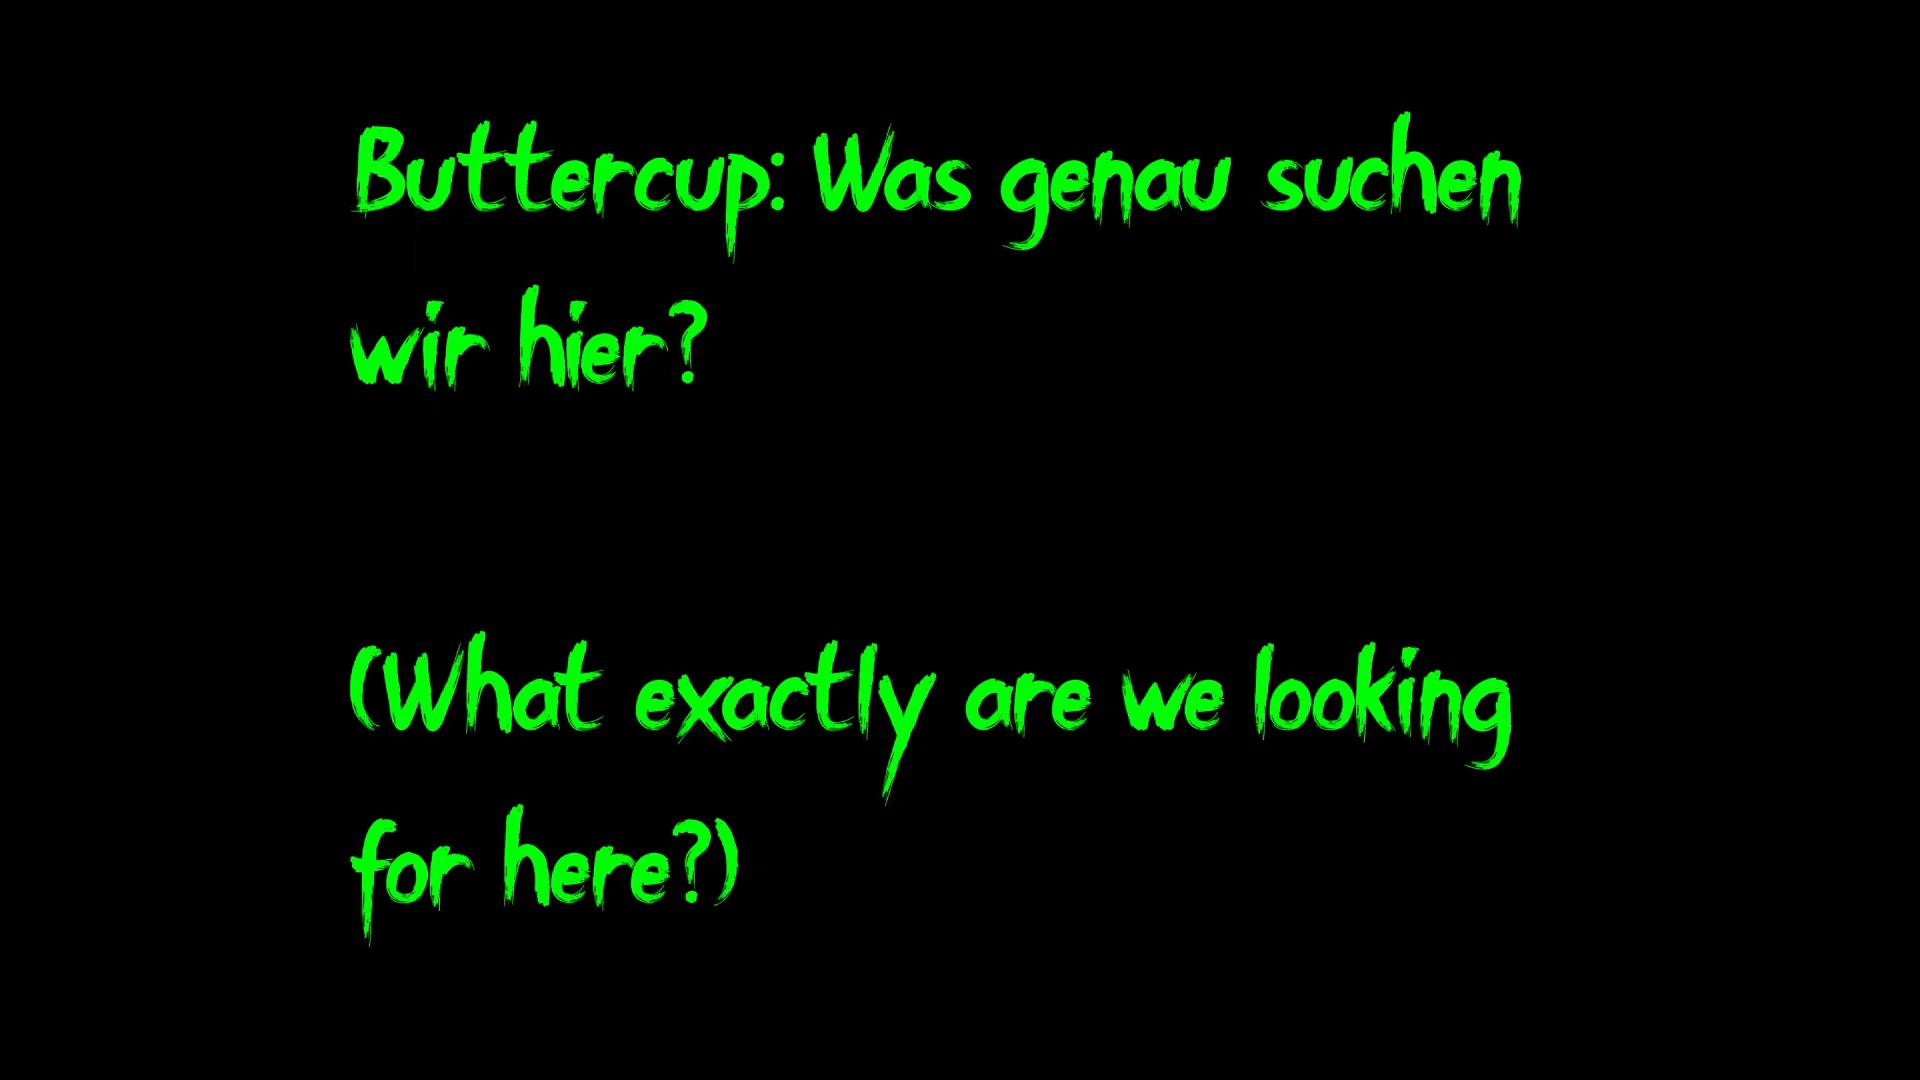 Buttercup: Was genau suchen
wir hier?
(What exactly are we looking
for here?)